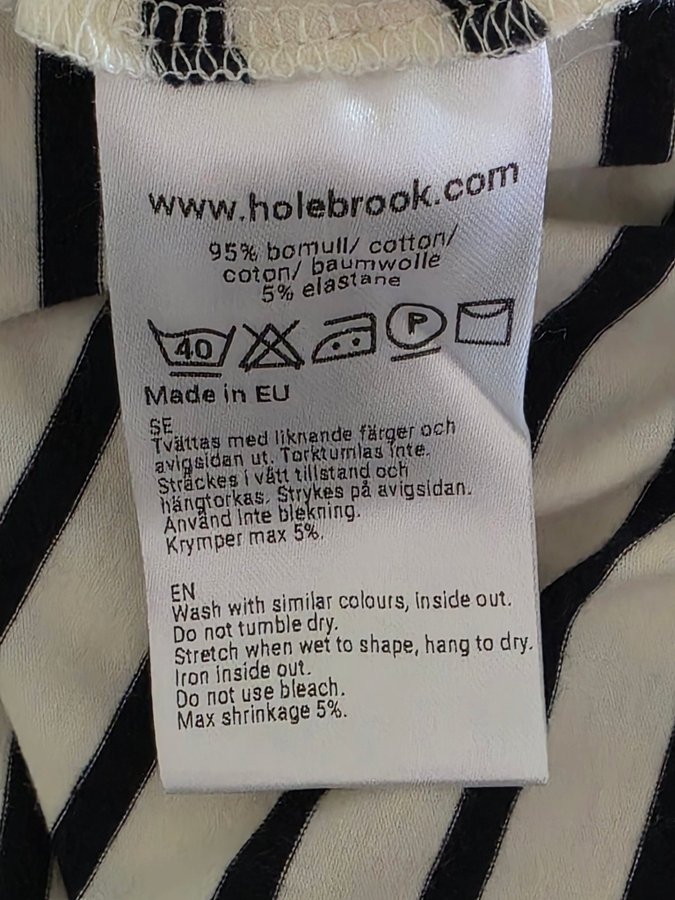 www.holebrook.com
95% bomull/ cotton/
coton/ baumwolle
5% elastane
40 P
Made in EU
SE
Tvättas med liknande färger och
avigsidan ut. Torktumlas inte.
Sträckes i vått tillstand och
hängtorkas. Strykes på avigsidan.
Använd inte blekning.
Krymper max 5%.
EN
Wash with similar colours, inside out.
Do not tumble dry.
Stretch when wet to shape, hang to dry.
Iron inside out.
Do not use bleach.
Max shrinkage 5%.